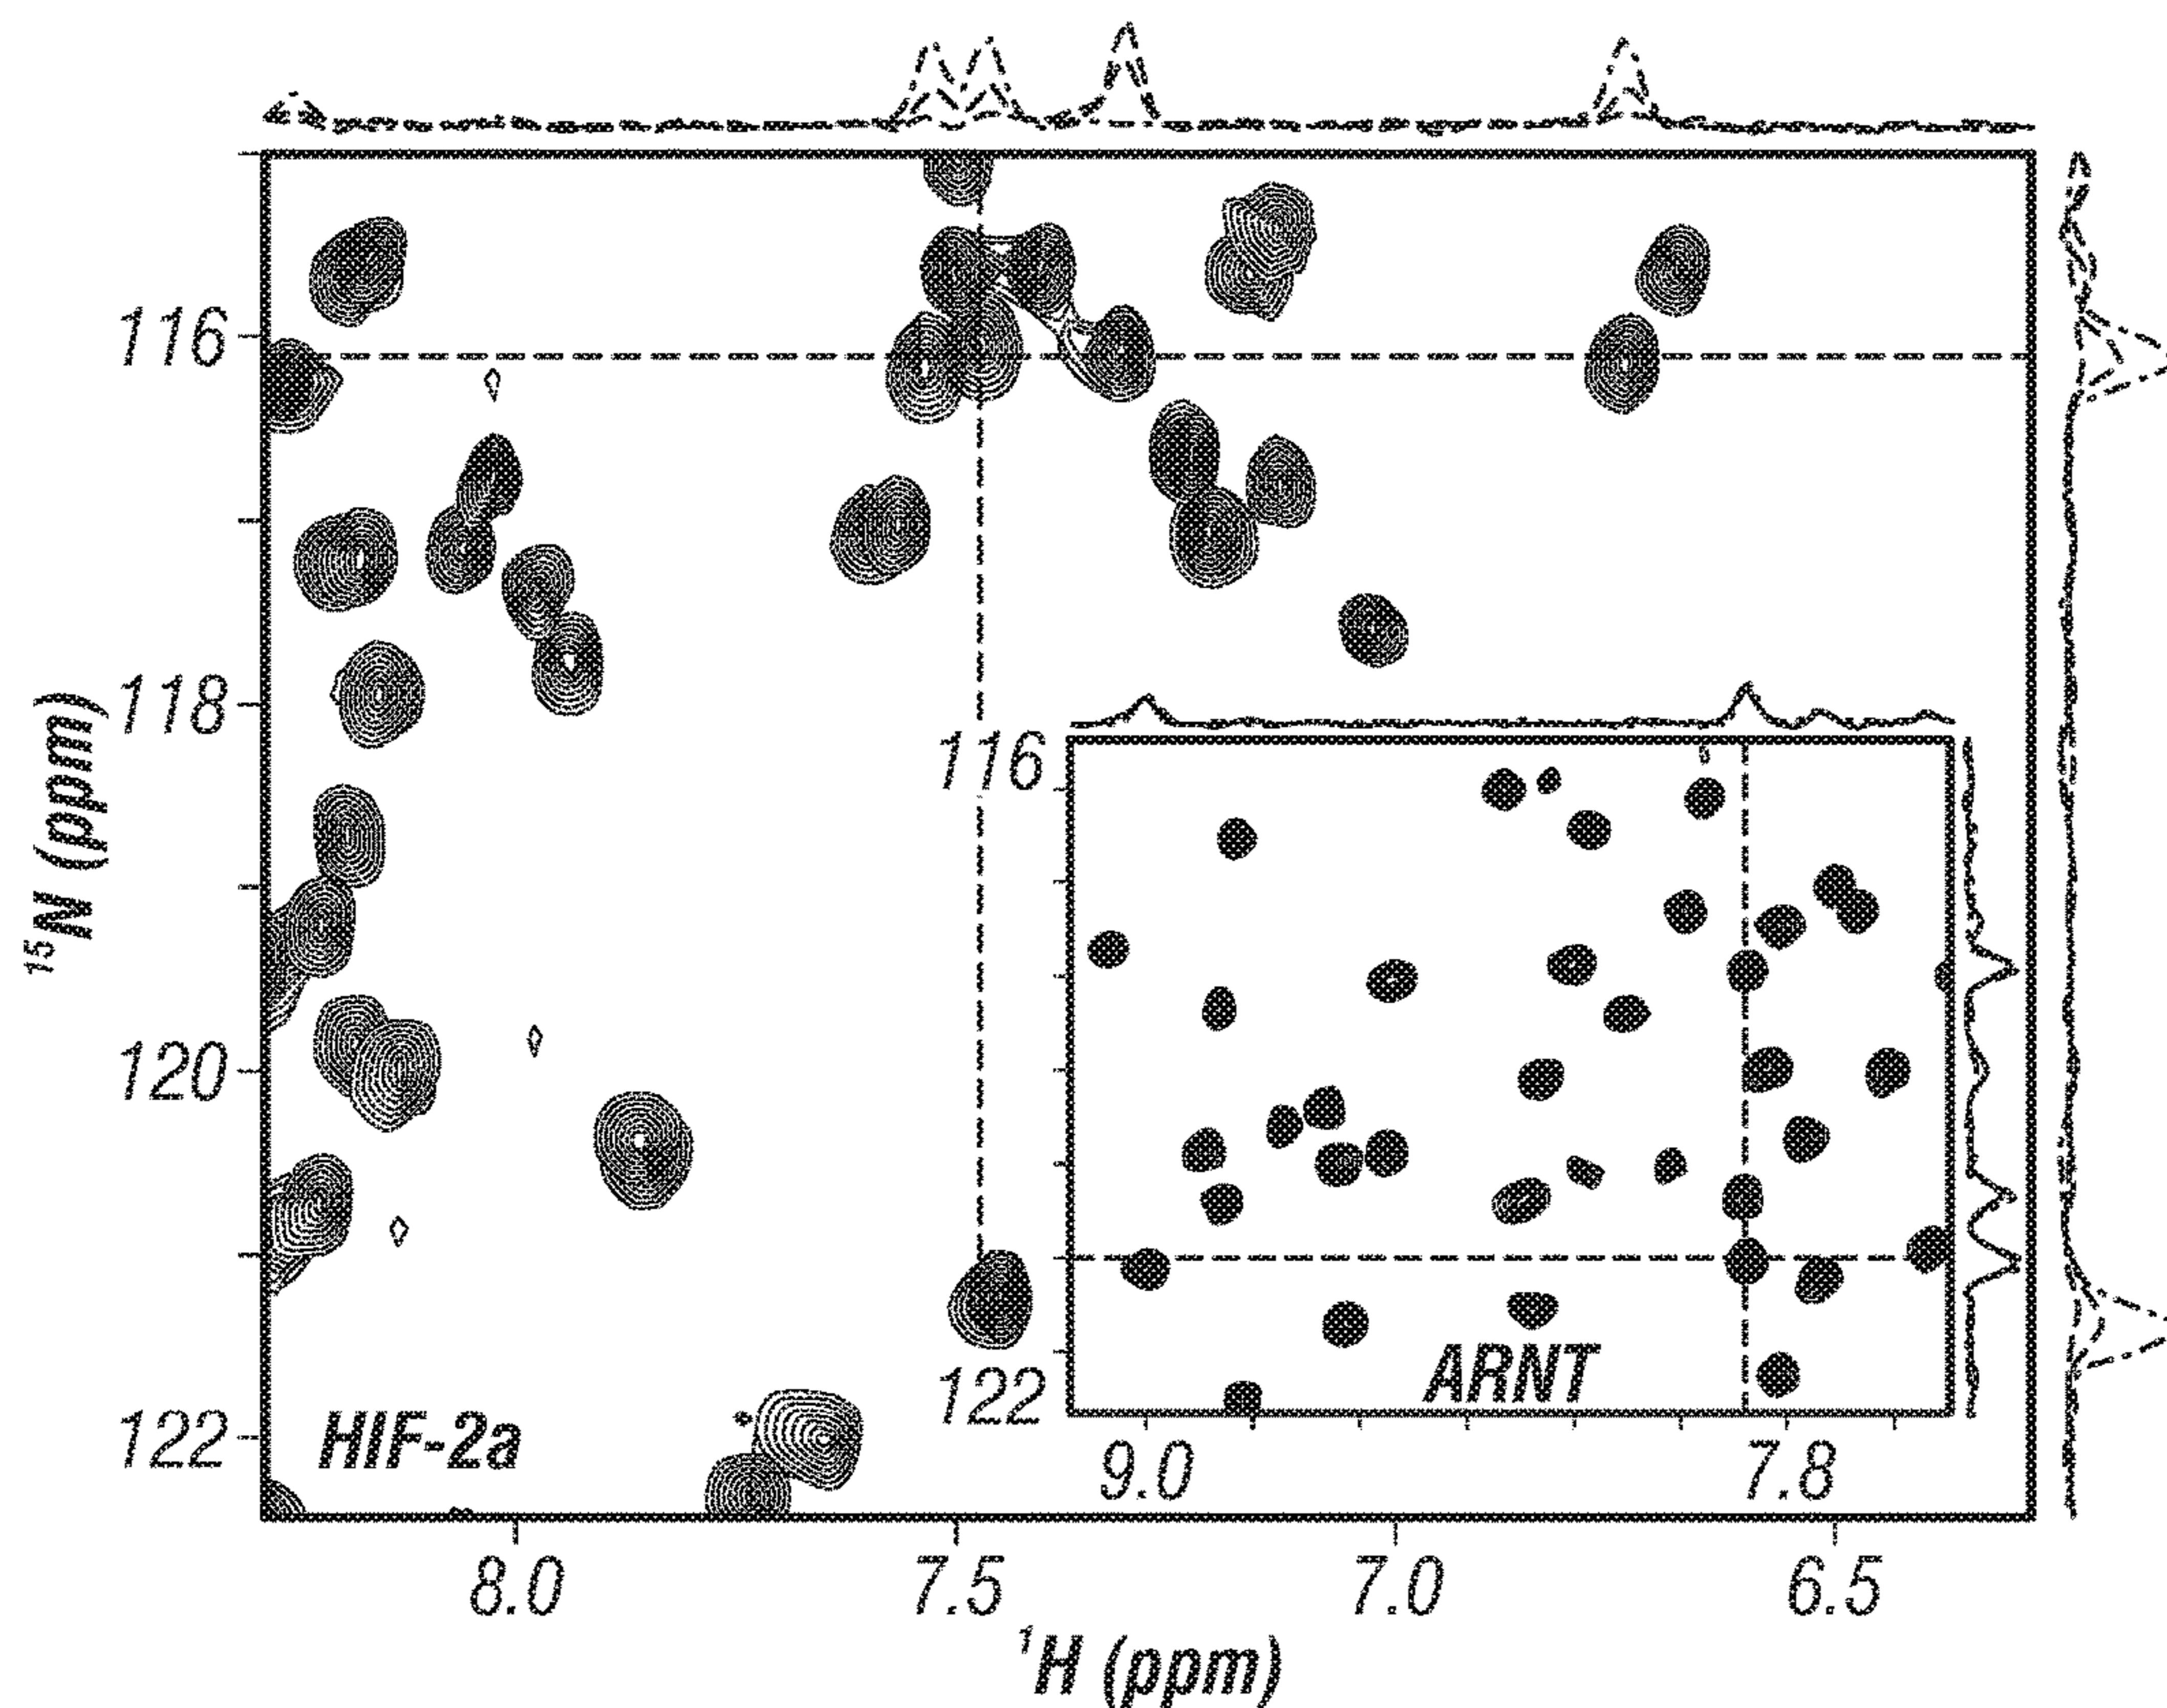 116
118
120
122
¹⁵N (ppm)
HIF-2a
116
122
ARNT
9.0 7.8
8.0 7.5 7.0 6.5
¹H (ppm)